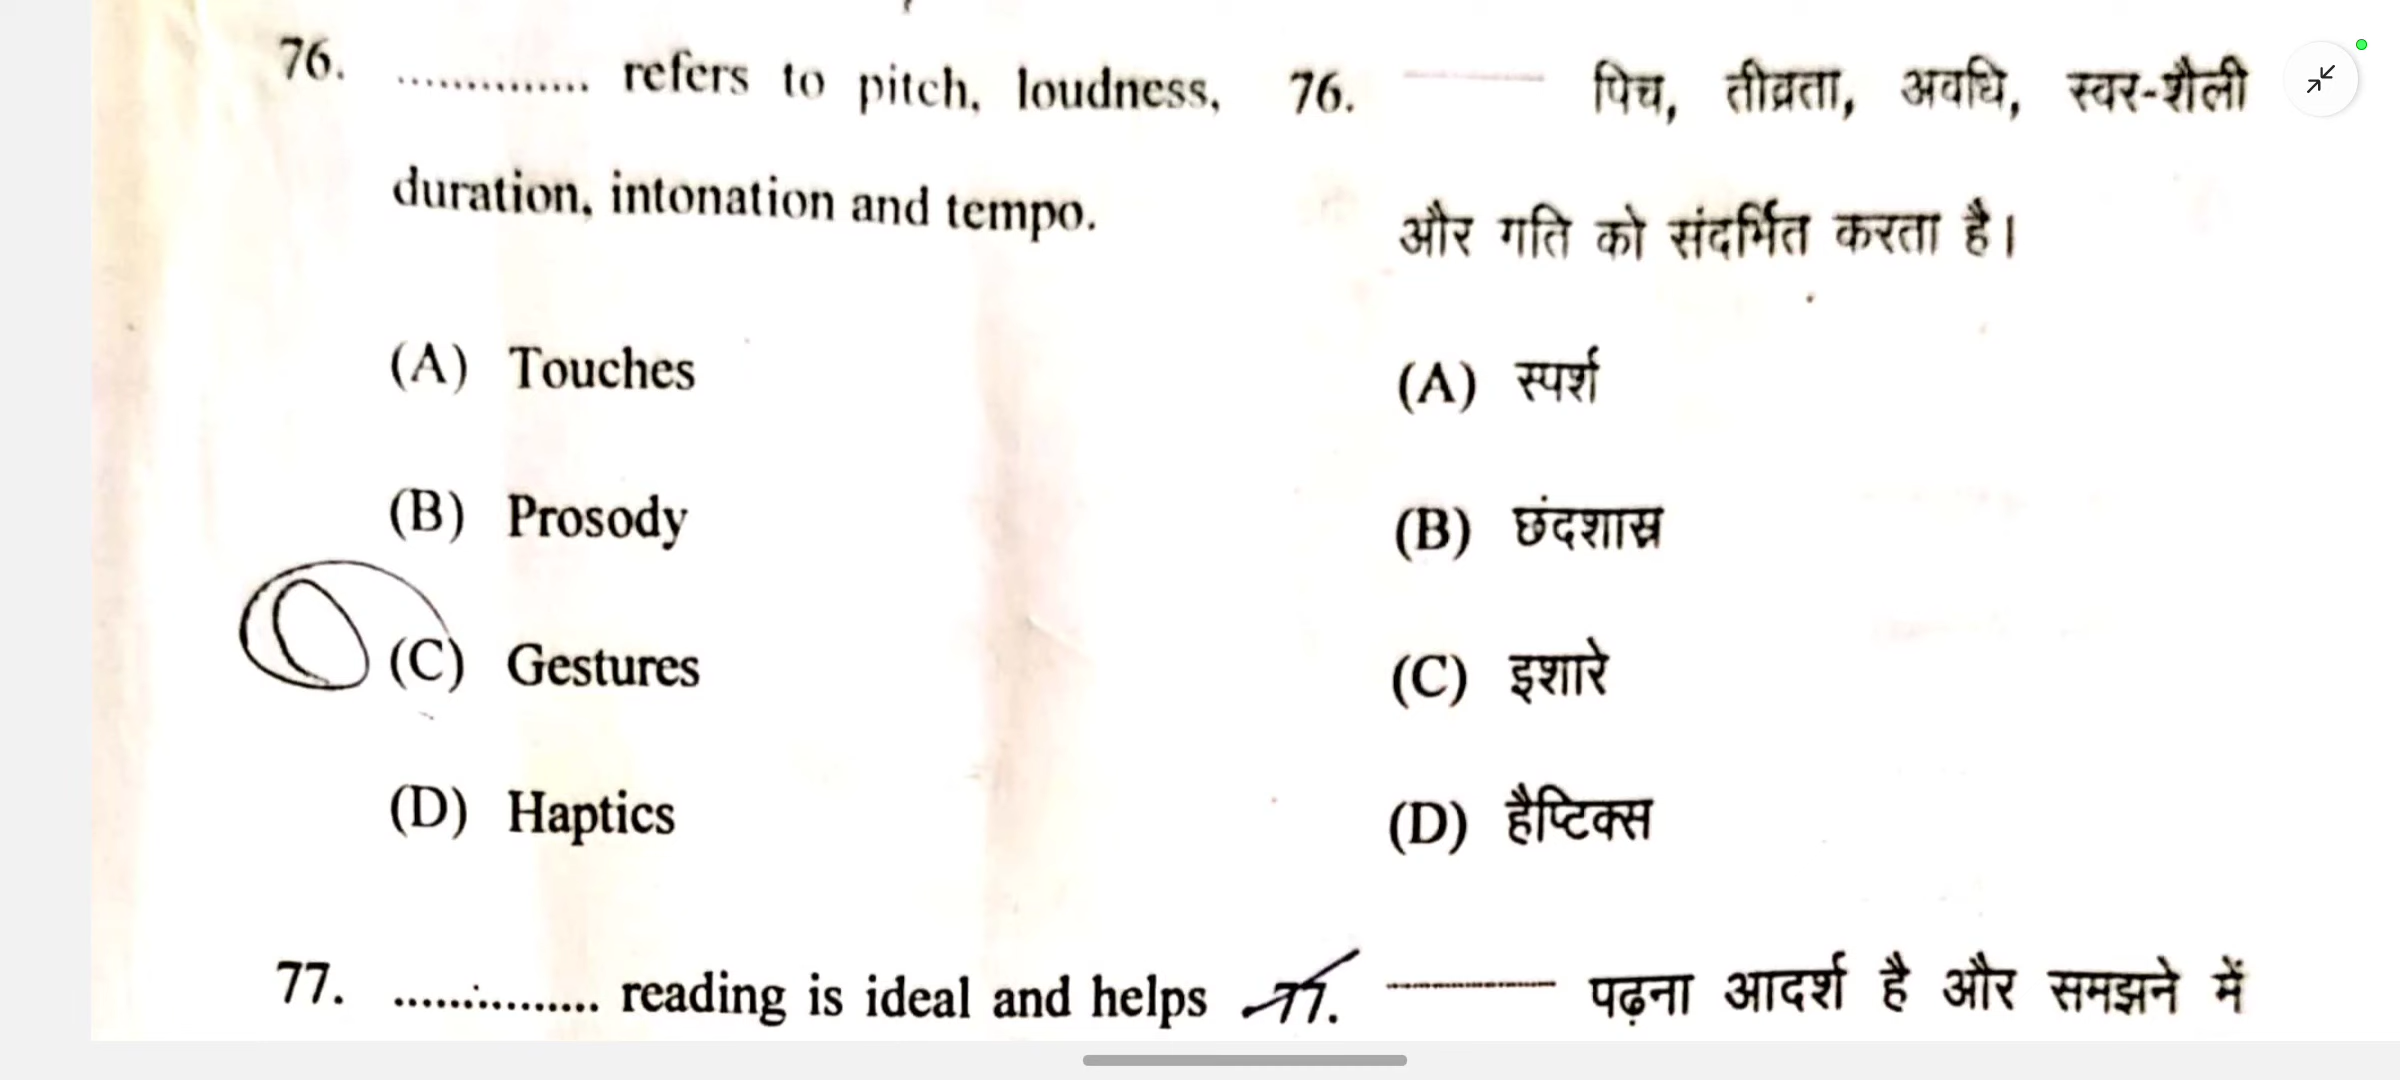 76. .............. refers to pitch, loudness,
duration, intonation and tempo.
(A) Touches
(B) Prosody
(C) Gestures
(D) Haptics
77. ............... reading is ideal and helps
76. ——— पिच, तीव्रता, अवधि, स्वर-शैली
और गति को संदर्भित करता है।
(A) स्पर्श
(B) छंदशास्त्र
(C) इशारे
(D) हैप्टिक्स
77. ——— पढ़ना आदर्श है और समझने में